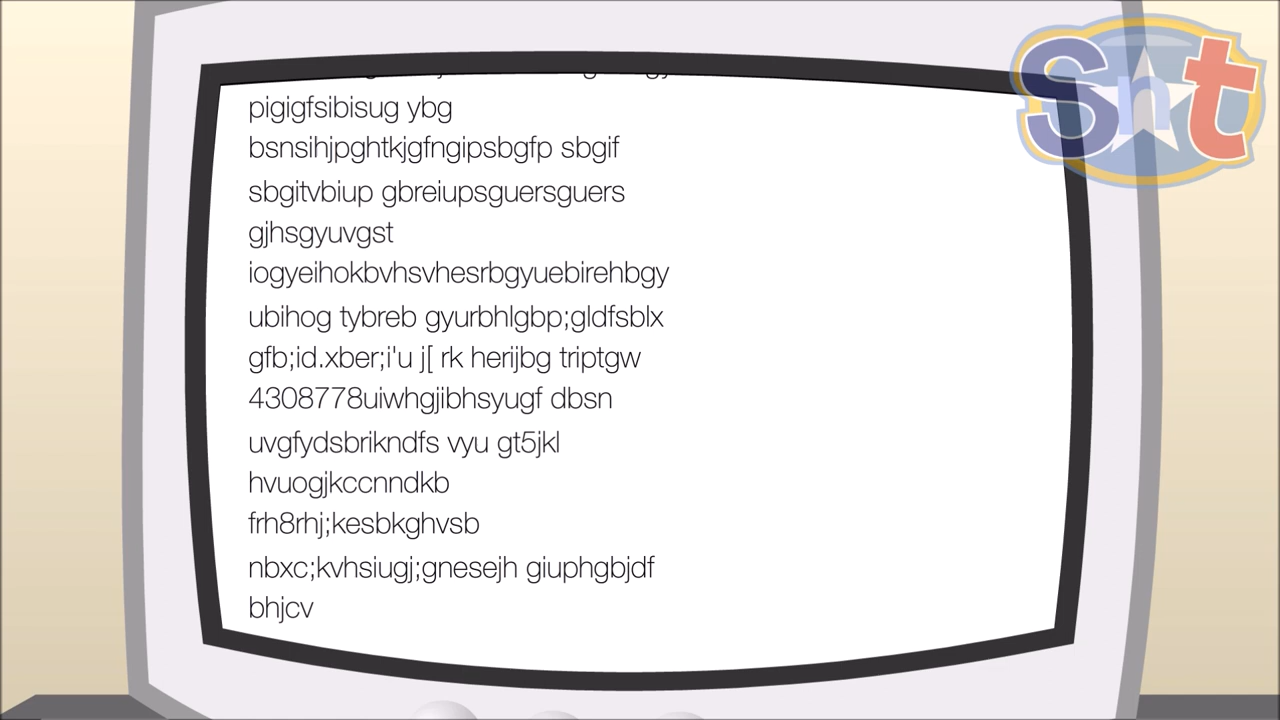 pigigfsibisug ybg
bsnsihjpghtkjgfngipsbgfp sbgif
sbgitvbiup gbreiupsguersguers
gjhsgyuvgst
iogyeihokbvhsvhesrbgyuebirehbgy
ubihog tybreb gyurbhlgbp;gldfsblx
gfb;id.xber;i'u j[ rk herijbg triptgw
4308778uiwhgjibhsyugf dbsn
uvgfydsbrikndfs vyu gt5jkl
hvuogjkccnndkb
frh8rhj;kesbkghvsb
nbxc;kvhsiugj;gnesejh giuphgbjdf
bhjcv
Snt